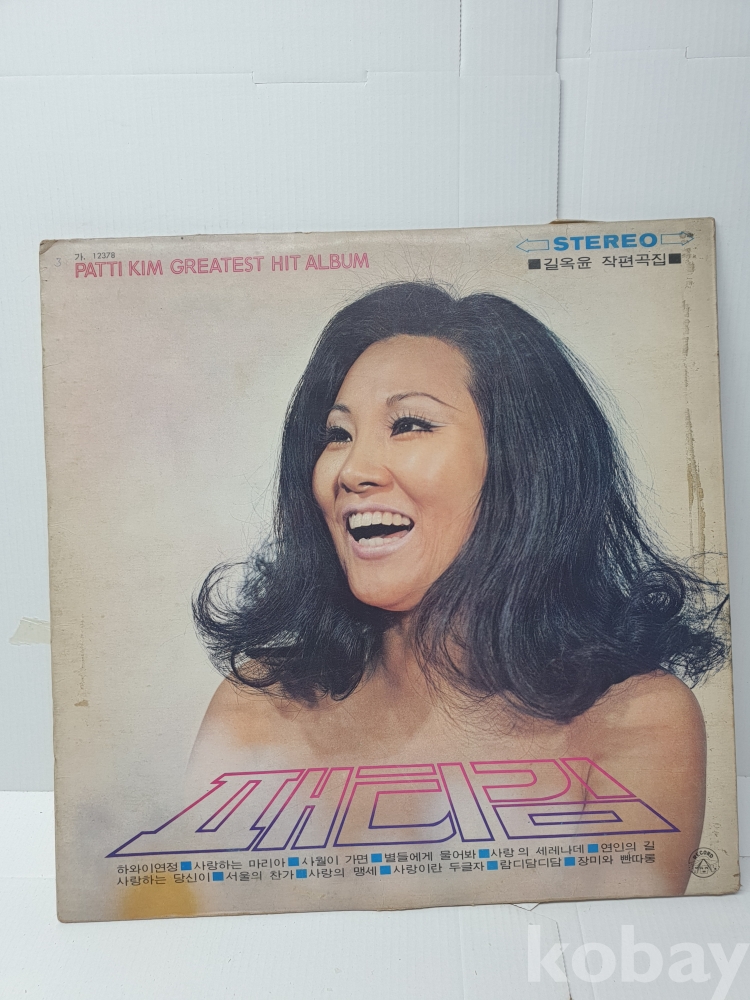 3
가. 12378
PATTI KIM GREATEST HIT ALBUM
STEREO
■길옥윤 작편곡집■
패티김
하와이연정■사랑하는 마리아■사월이 가면■별들에게 물어봐■사랑의 세레나데■연인의 길
사랑하는 당신이■서울의 찬가■사랑의 맹세■사랑이란 두글자■람디담디담■장미와 빤따롱
RECORD
kobay